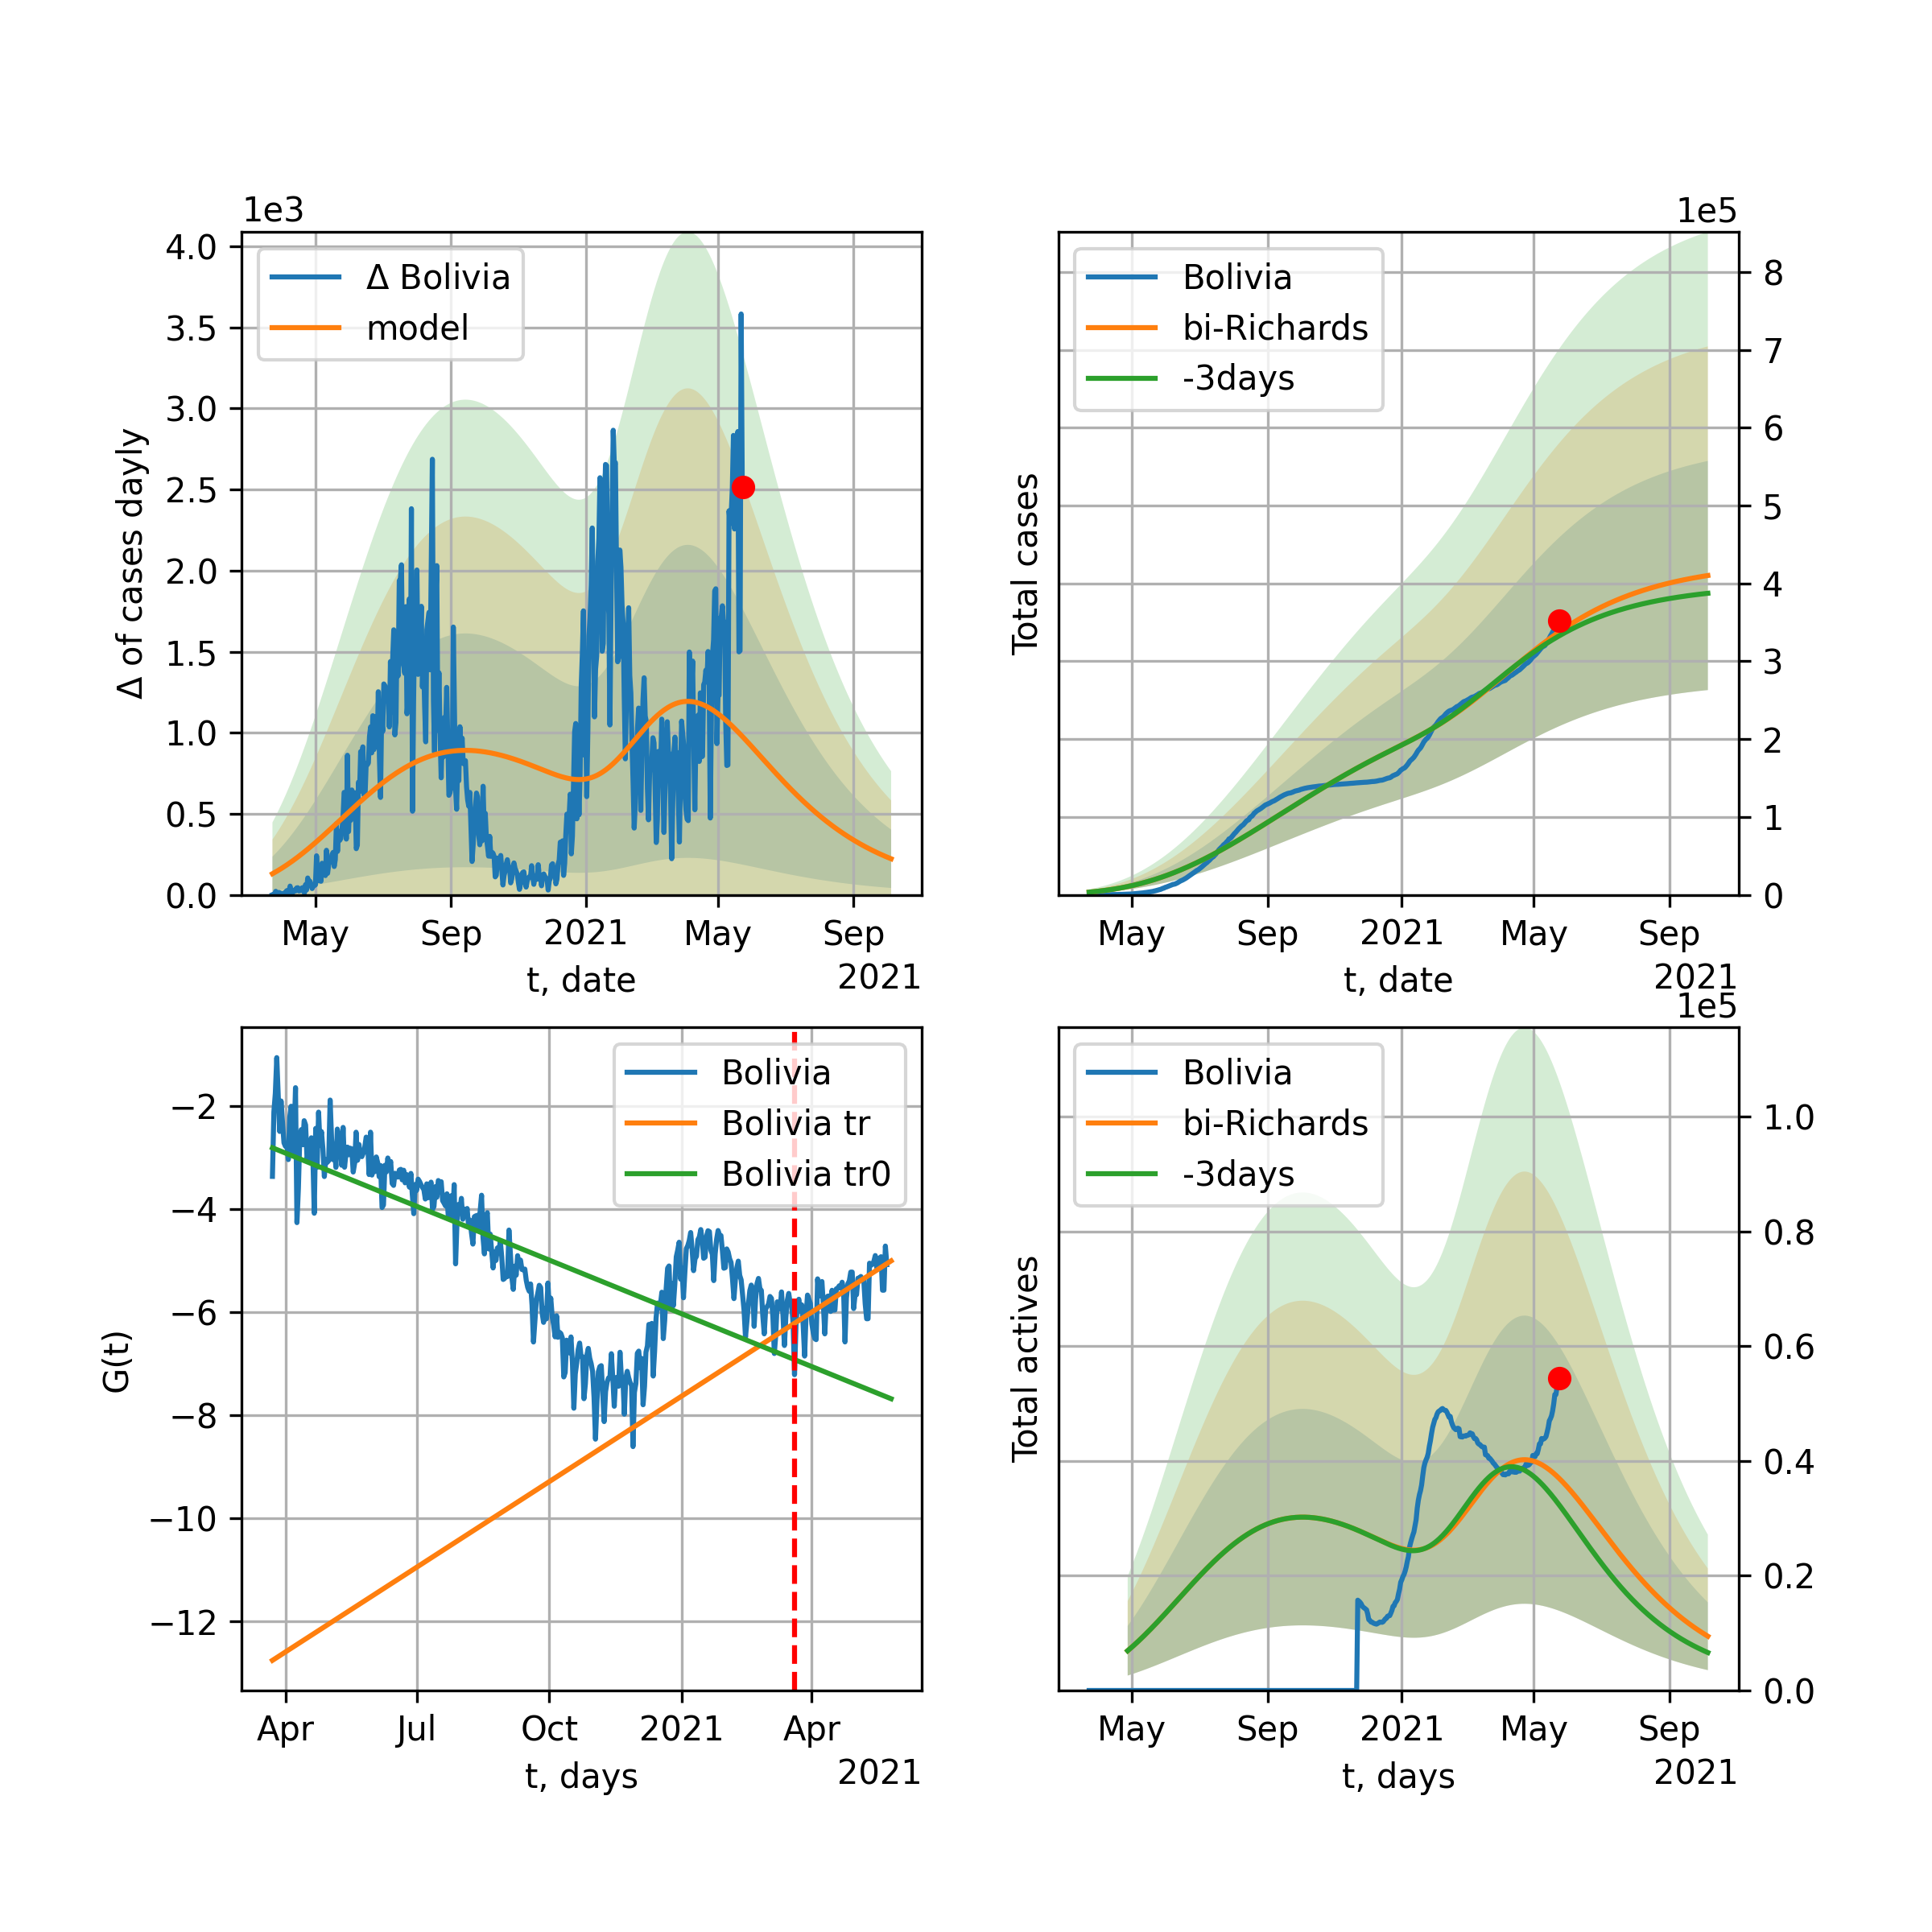 1e3
4.0
3.5
3.0
2.5
2.0
1.5
1.0
0.5
0.0
Δ of cases dayly
Δ Bolivia
model
May
Sep
2021
May
Sep
t, date
2021
1e5
8
7
6
5
4
3
2
1
0
Total cases
Bolivia
bi-Richards
-3days
May
Sep
2021
May
Sep
t, date
2021
−2
−4
−6
−8
−10
−12
G(t)
Bolivia
Bolivia tr
Bolivia tr0
Apr
Jul
Oct
2021
Apr
t, days
2021
1e5
1.0
0.8
0.6
0.4
0.2
0.0
Total actives
Bolivia
bi-Richards
-3days
May
Sep
2021
May
Sep
t, days
2021